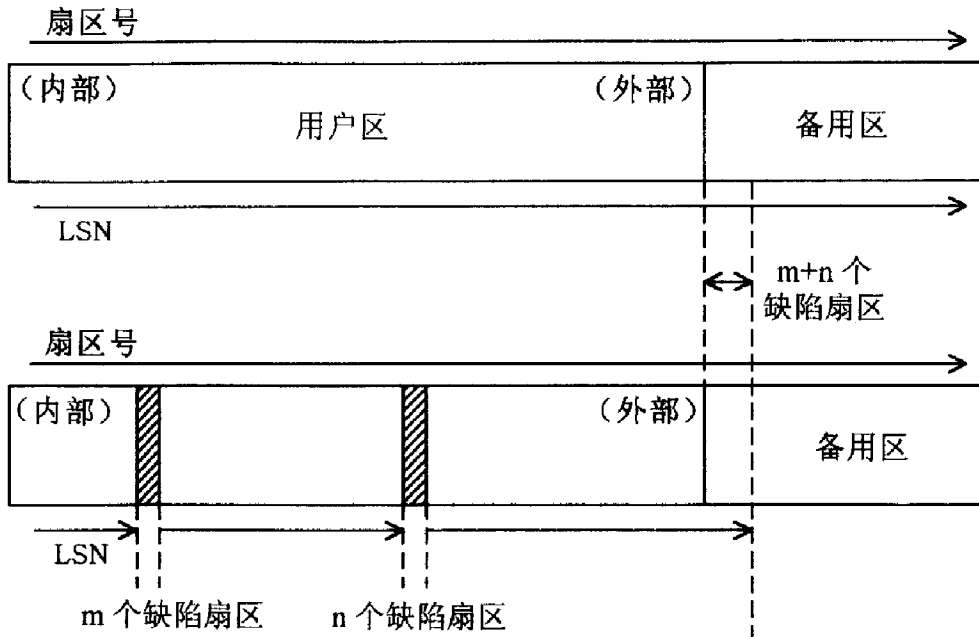 扇区号
(内部)
(外部)
用户区
备用区
LSN
m+n 个
缺陷扇区
扇区号
(内部)
(外部)
备用区
LSN
m 个缺陷扇区
n 个缺陷扇区